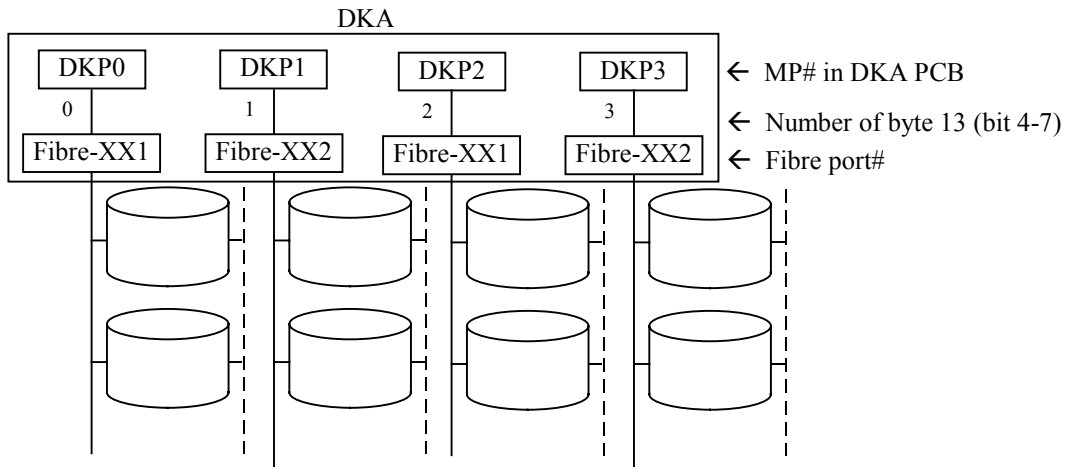 DKA
DKP0 DKP1 DKP2 DKP3 ← MP# in DKA PCB
0 1 2 3 ← Number of byte 13 (bit 4-7)
Fibre-XX1 Fibre-XX2 Fibre-XX1 Fibre-XX2 ← Fibre port#